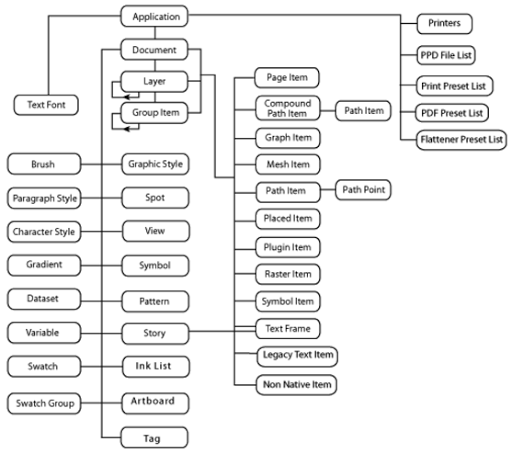 Application
Printers
Document
PPD File List
Layer
Page Item
Print Preset List
Text Font
Group Item
Compound
Path Item
Path Item
PDF Preset List
Graph Item
Flattener Preset List
Brush
Graphic Style
Mesh Item
Paragraph Style
Spot
Path Item
Path Point
Character Style
View
Placed Item
Plugin Item
Gradient
Symbol
Raster Item
Dataset
Pattern
Symbol Item
Variable
Story
Text Frame
Legacy Text Item
Swatch
Ink List
Non Native Item
Swatch Group
Artboard
Tag